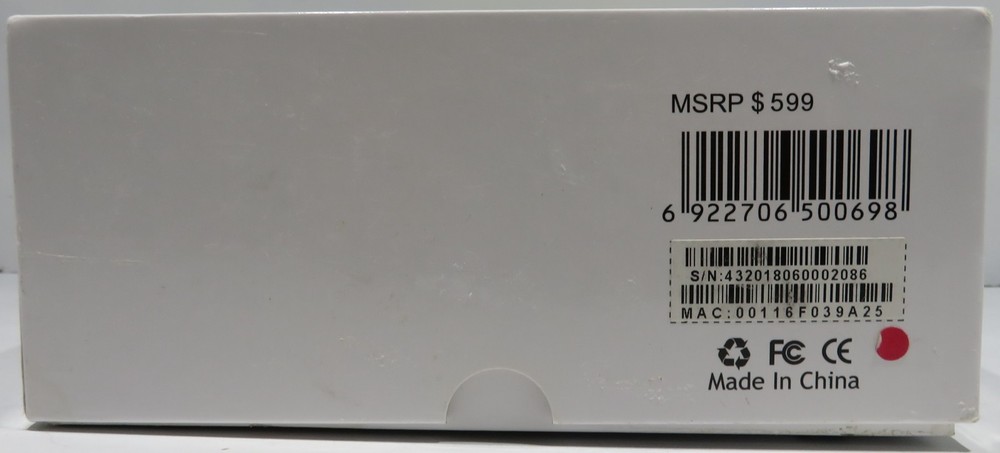 MSRP $ 599
6 922706 500698
S/N:432018060002086
MAC:00116F039A25
FC CE
Made In China